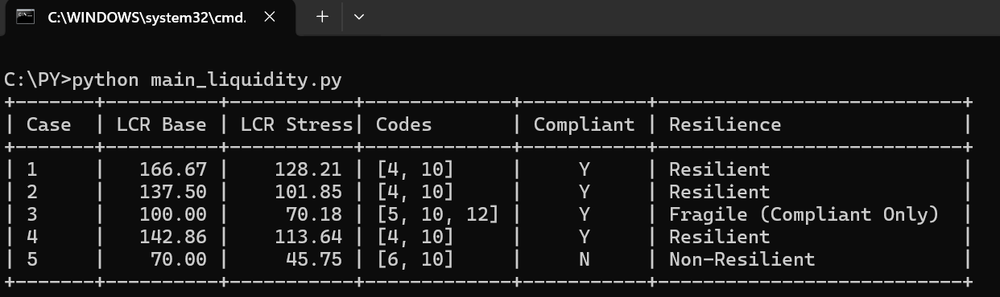 C:\WINDOWS\system32\cmd.
C:\PY>python main_liquidity.py
+-------+----------+-----------+-------------+-----------+---------------------------+
| Case  | LCR Base | LCR Stress| Codes       | Compliant | Resilience                |
+-------+----------+-----------+-------------+-----------+---------------------------+
| 1     |   166.67 |    128.21 | [4, 10]     |     Y     | Resilient                 |
| 2     |   137.50 |    101.85 | [4, 10]     |     Y     | Resilient                 |
| 3     |   100.00 |     70.18 | [5, 10, 12] |     Y     | Fragile (Compliant Only)  |
| 4     |   142.86 |    113.64 | [4, 10]     |     Y     | Resilient                 |
| 5     |    70.00 |     45.75 | [6, 10]     |     N     | Non-Resilient             |
+-------+----------+-----------+-------------+-----------+---------------------------+